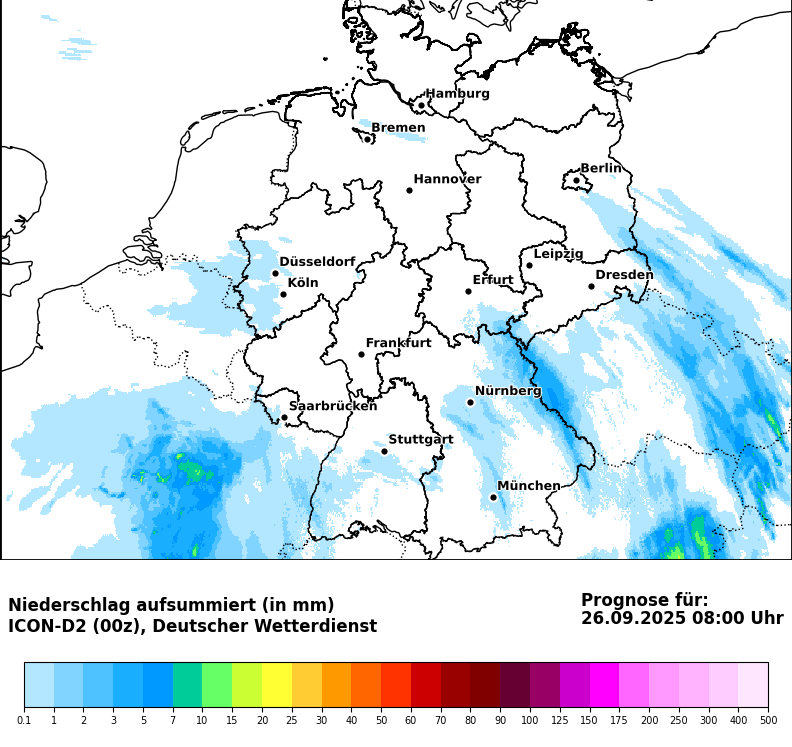 Hamburg
Bremen
Berlin
Hannover
Leipzig
Düsseldorf
Dresden
Köln
Erfurt
Frankfurt
Nürnberg
Saarbrücken
Stuttgart
München
Niederschlag aufsummiert (in mm)
ICON-D2 (00z), Deutscher Wetterdienst
Prognose für:
26.09.2025 08:00 Uhr
0.1 1 2 3 5 7 10 15 20 25 30 40 50 60 70 80 90 100 125 150 175 200 250 300 400 500